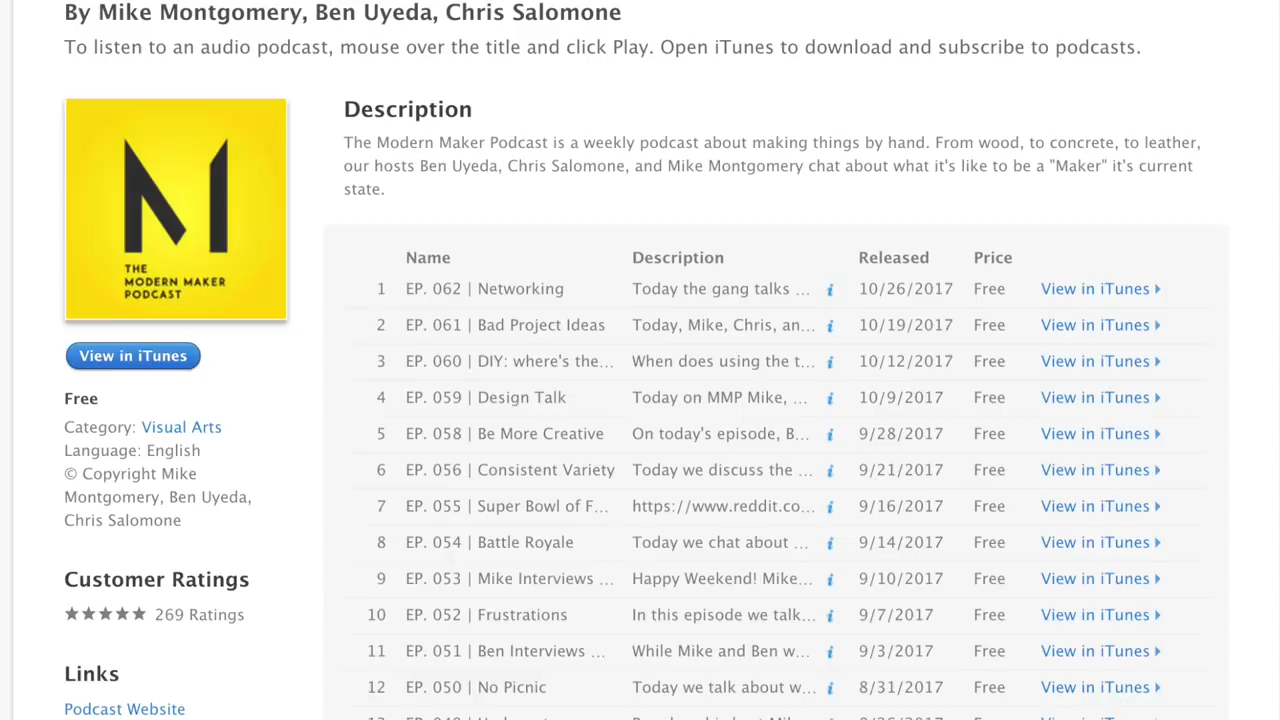 By Mike Montgomery, Ben Uyeda, Chris Salomone
To listen to an audio podcast, mouse over the title and click Play. Open iTunes to download and subscribe to podcasts.
THE
MODERN MAKER
PODCAST
View in iTunes
Free
Category: Visual Arts
Language: English
© Copyright Mike
Montgomery, Ben Uyeda,
Chris Salomone
Customer Ratings
★★★★★ 269 Ratings
Links
Podcast Website
Description
The Modern Maker Podcast is a weekly podcast about making things by hand. From wood, to concrete, to leather,
our hosts Ben Uyeda, Chris Salomone, and Mike Montgomery chat about what it's like to be a "Maker" it's current
state.
Name Description Released Price
1 EP. 062 | Networking Today the gang talks ... i 10/26/2017 Free View in iTunes
2 EP. 061 | Bad Project Ideas Today, Mike, Chris, an... i 10/19/2017 Free View in iTunes
3 EP. 060 | DIY: where's the... When does using the t... i 10/12/2017 Free View in iTunes
4 EP. 059 | Design Talk Today on MMP Mike, ... i 10/9/2017 Free View in iTunes
5 EP. 058 | Be More Creative On today's episode, B... i 9/28/2017 Free View in iTunes
6 EP. 056 | Consistent Variety Today we discuss the ... i 9/21/2017 Free View in iTunes
7 EP. 055 | Super Bowl of F... https://www.reddit.co... i 9/16/2017 Free View in iTunes
8 EP. 054 | Battle Royale Today we chat about ... i 9/14/2017 Free View in iTunes
9 EP. 053 | Mike Interviews ... Happy Weekend! Mike... i 9/10/2017 Free View in iTunes
10 EP. 052 | Frustrations In this episode we talk... i 9/7/2017 Free View in iTunes
11 EP. 051 | Ben Interviews ... While Mike and Ben w... i 9/3/2017 Free View in iTunes
12 EP. 050 | No Picnic Today we talk about w... i 8/31/2017 Free View in iTunes